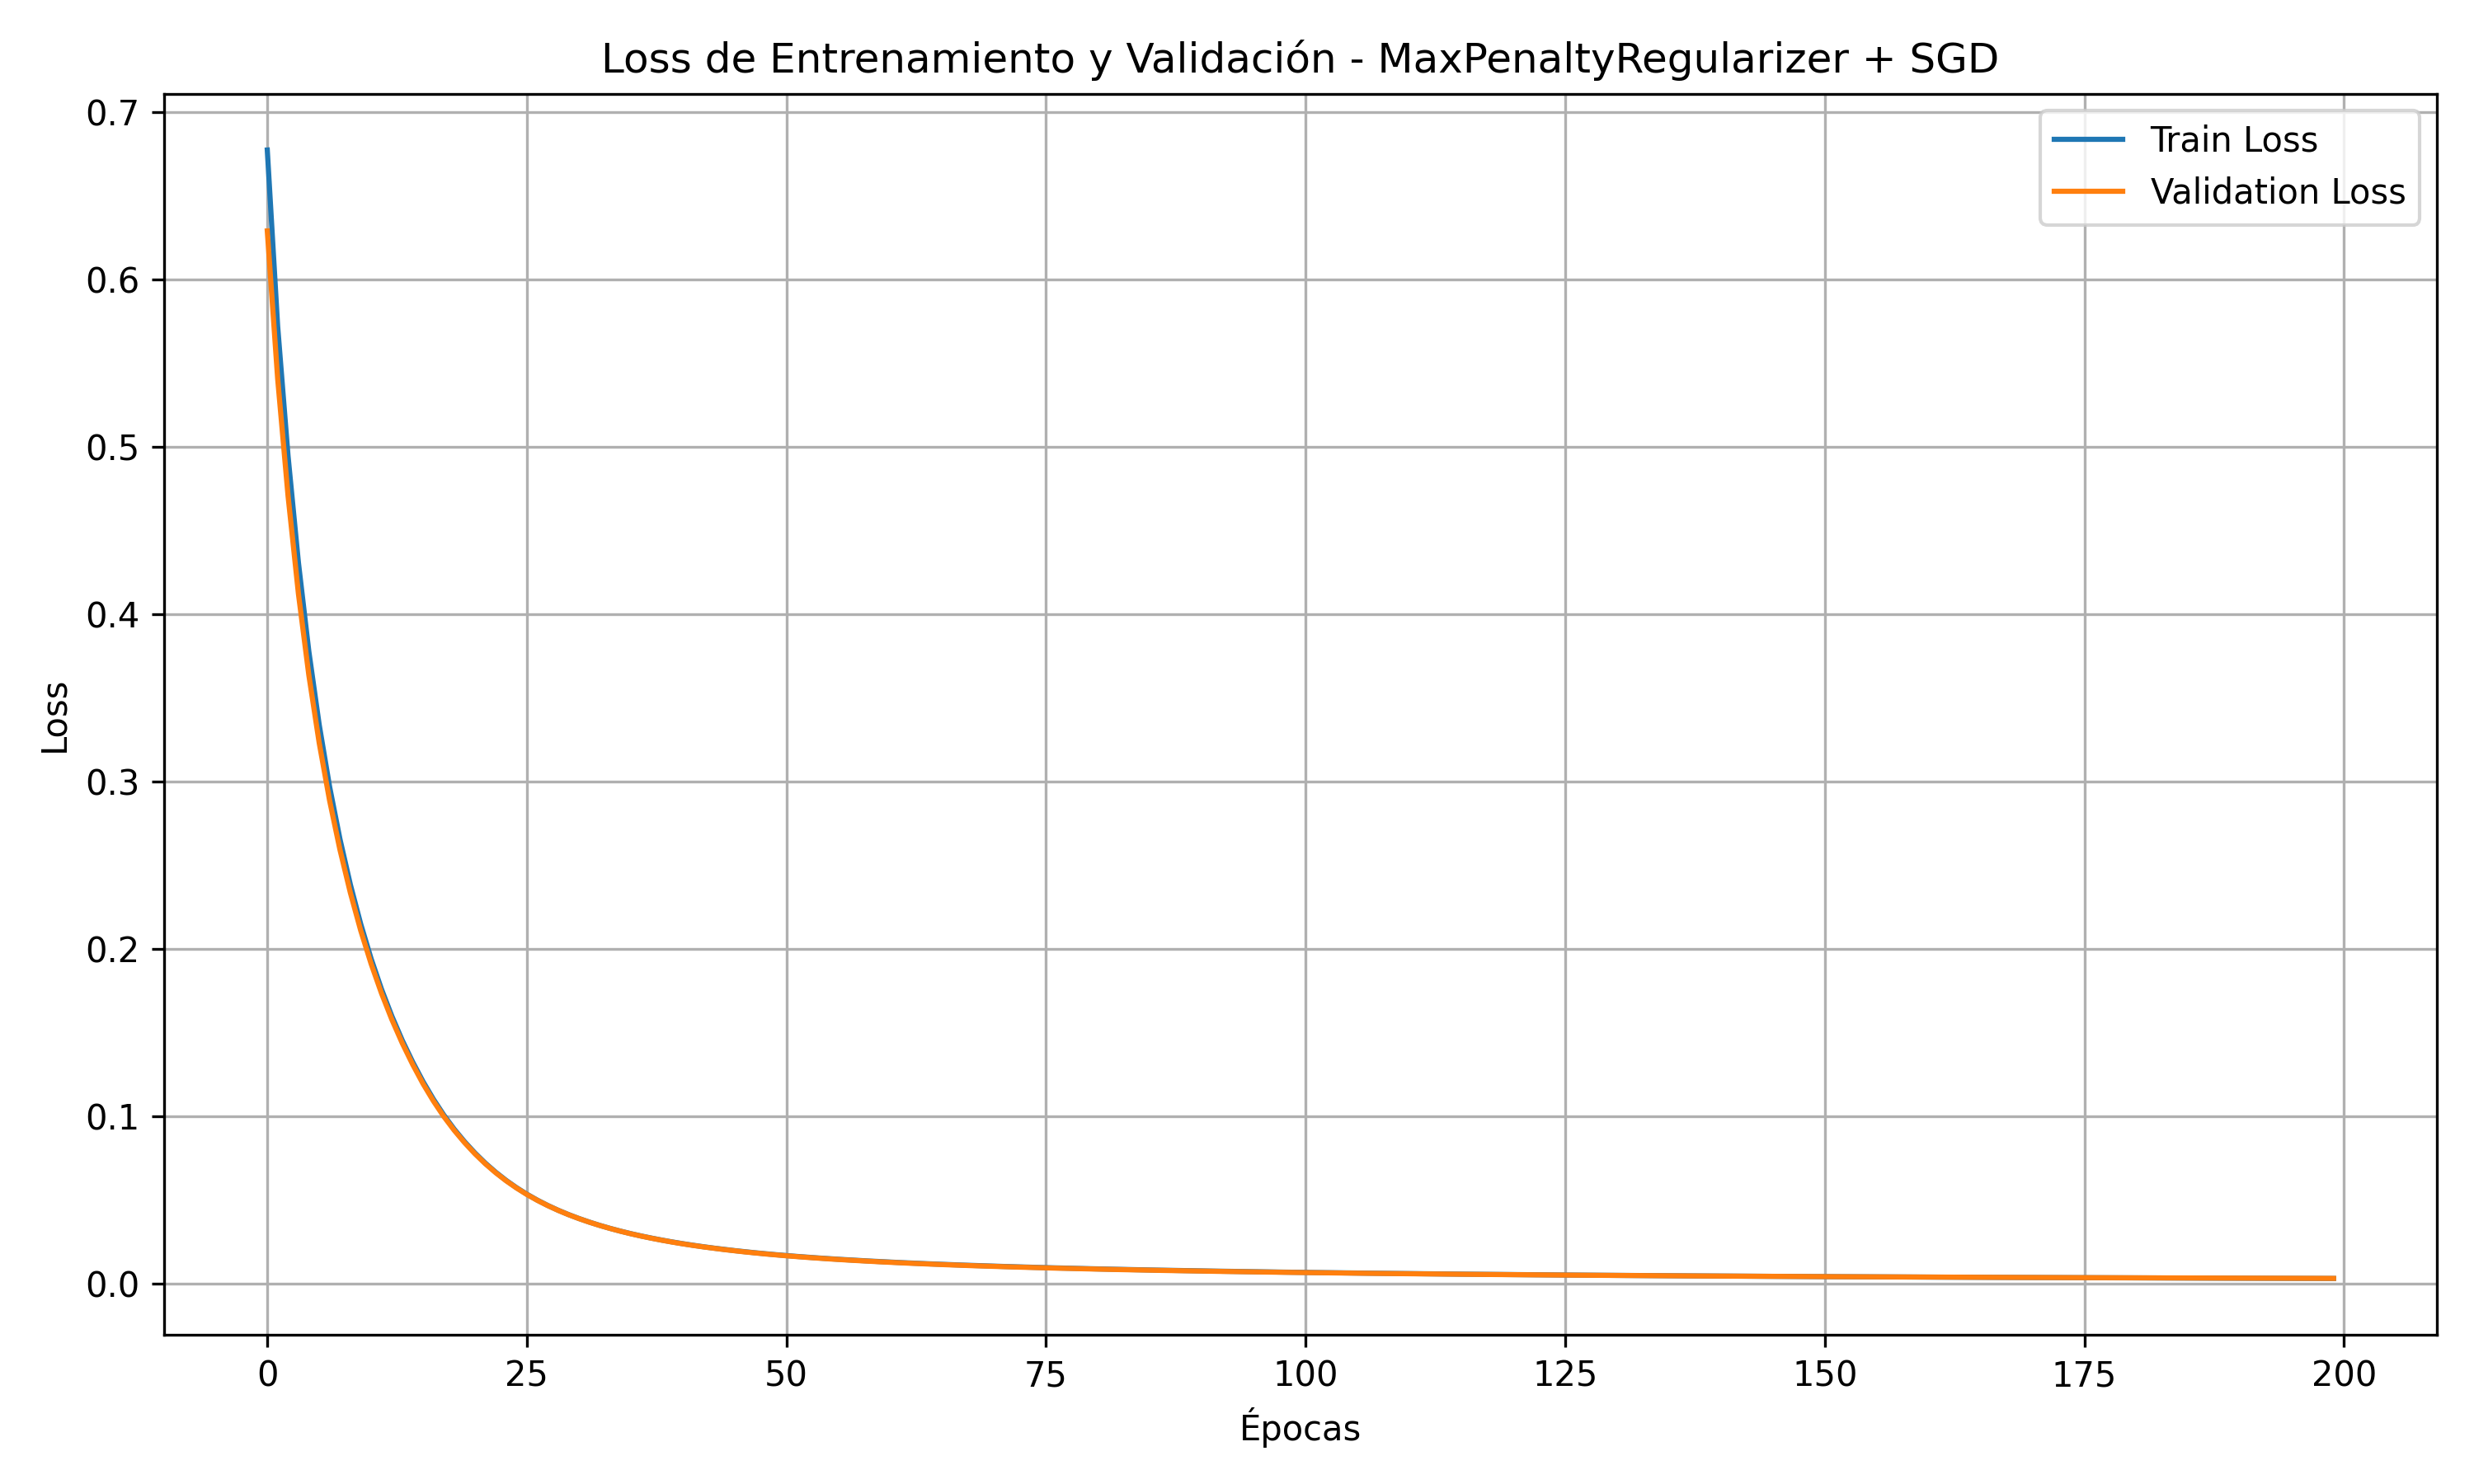 Loss de Entrenamiento y Validación - MaxPenaltyRegularizer + SGD
Train Loss
Validation Loss
0.7
0.6
0.5
0.4
0.3
0.2
0.1
0.0
Loss
0 25 50 75 100 125 150 175 200
Épocas